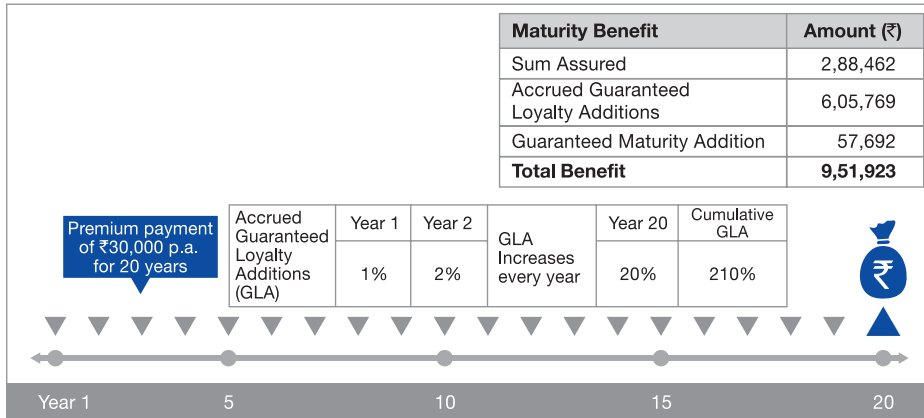 Maturity Benefit Amount (₹)
Sum Assured 2,88,462
Accrued Guaranteed
Loyalty Additions 6,05,769
Guaranteed Maturity Addition 57,692
Total Benefit 9,51,923
Premium payment
of ₹30,000 p.a.
for 20 years
Accrued
Guaranteed
Loyalty
Additions
(GLA)
Year 1
1%
Year 2
2%
GLA
Increases
every year
Year 20
20%
Cumulative
GLA
210%
₹
Year 1 5 10 15 20